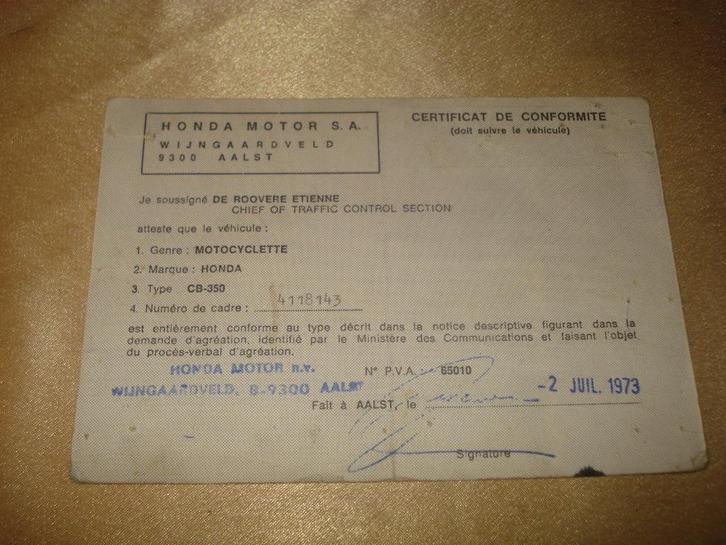 HONDA MOTOR S.A.
WIJNGAARDVELD
9300 AALST
CERTIFICAT DE CONFORMITE
(doit suivre le véhicule)
Je soussigné DE ROOVERE ETIENNE
CHIEF OF TRAFFIC CONTROL SECTION
atteste que le véhicule :
1. Genre : MOTOCYCLETTE
2. Marque : HONDA
3. Type CB-350
4. Numéro de cadre : 4118143
est entièrement conforme au type décrit dans la notice descriptive figurant dans la
demande d'agréation, identifié par le Ministère des Communications et faisant l'objet
du procès-verbal d'agréation.
HONDA MOTOR n.v.
WIJNGAARDVELD, B-9300 AALST
N° P.V.A. 65010
Fait à AALST, le -2 JUIL. 1973
Signature